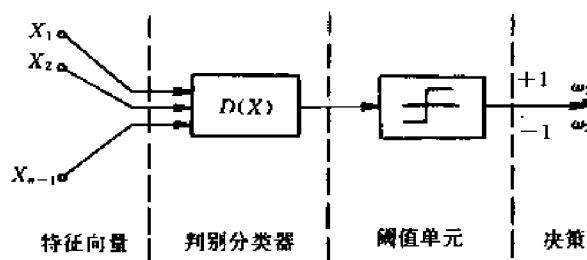 X₁
X₂
Xₙ₋₁
D(X)
+1
-1
ω
ω
特征向量
判别分类器
阈值单元
决策